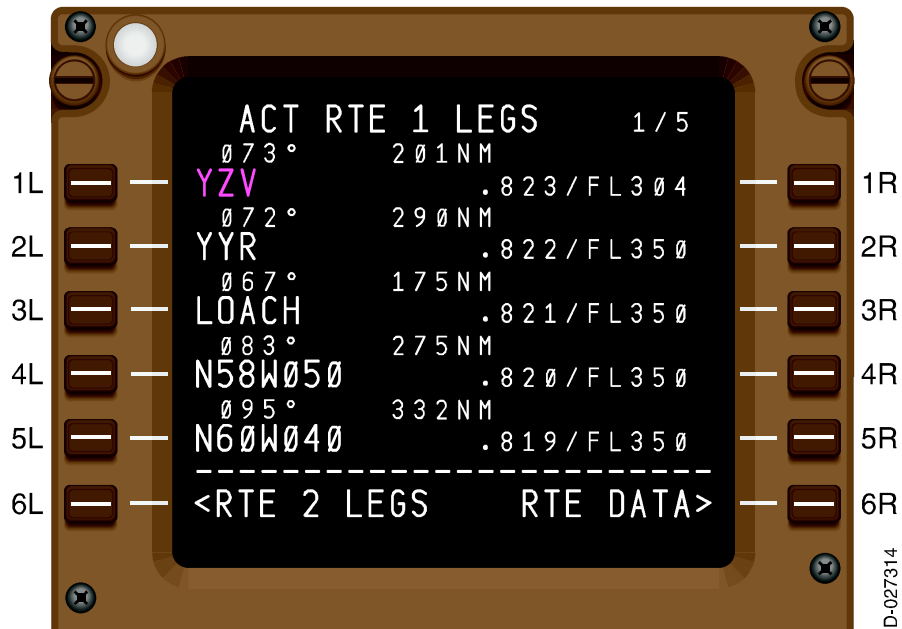 ACT RTE 1 LEGS 1/5
Ø73° 2Ø1NM
1L YZV .823/FL3Ø4 1R
Ø72° 29ØNM
2L YYR .822/FL35Ø 2R
Ø67° 175NM
3L LOACH .821/FL35Ø 3R
Ø83° 275NM
4L N58WØ5Ø .82Ø/FL35Ø 4R
Ø95° 332NM
5L N6ØWØ4Ø .819/FL35Ø 5R
------------------------
6L <RTE 2 LEGS RTE DATA> 6R
D-027314